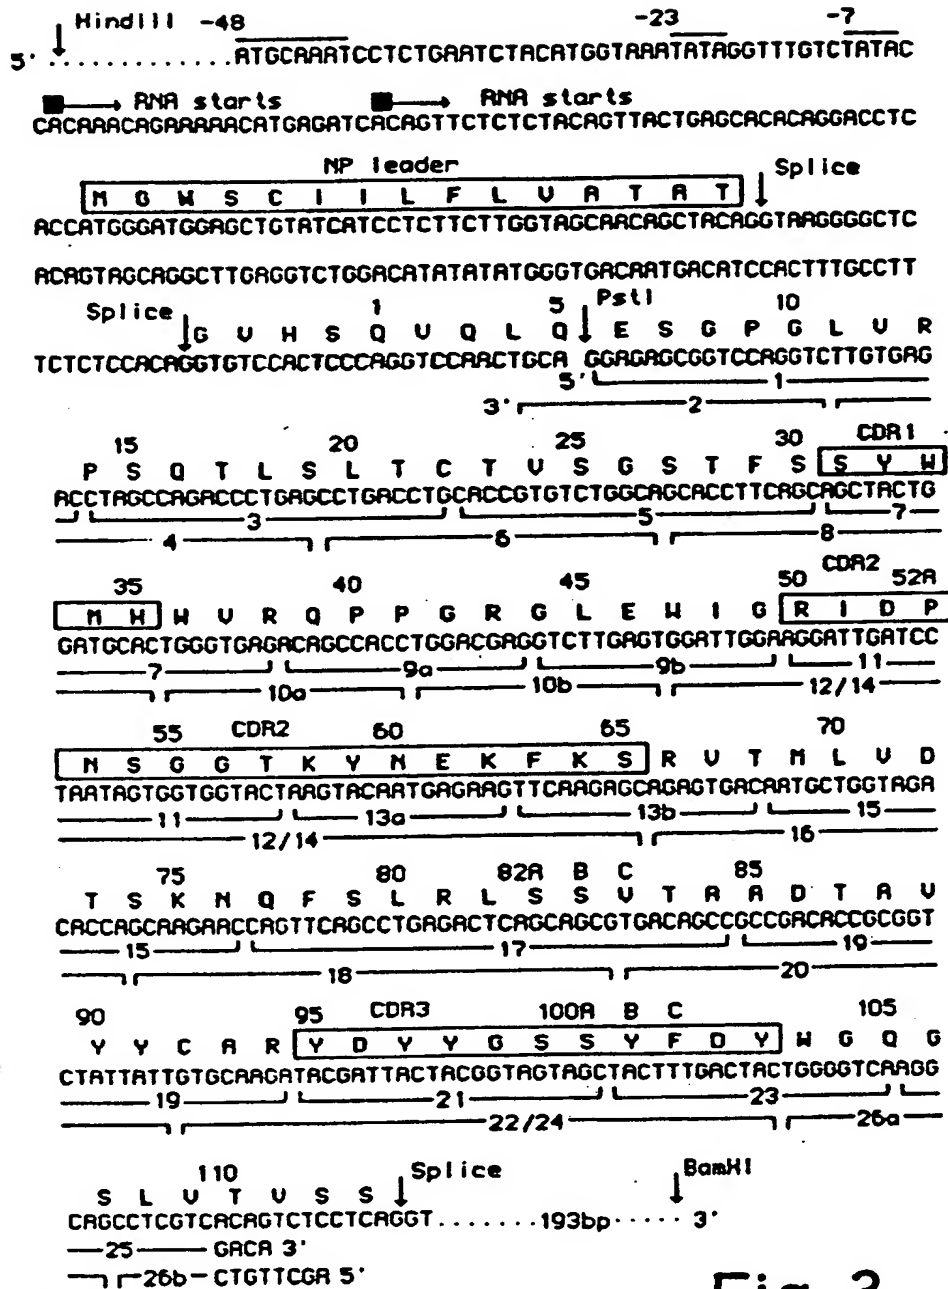 HindIII -48 -23 -7
5' .............ATGCAAATCCTCTGAATCTACATGGTAAATATAGGTTTGTCTATAC
RNA starts RNA starts
CACAAACAGAAAAACATGAGATCACAGTTCTCTCTACAGTTACTGAGCACACAGGACCTC
NP leader Splice
M G W S C I I L F L V A T A T
ACCATGGGATGGAGCTGTATCATCCTCTTCTTGGTAGCAACAGCTACAGGTAAGGGGCTC
ACAGTAGCAGGCTTGAGGTCTGGACATATATATGGGTGACAATGACATCCACTTTGCCTT
Splice 1 5 PstI 10
G V H S Q V Q L Q E S G P G L V R
TCTCTCCACAGGTGTCCACTCCCAGGTCCAACTGCA GGAGAGCGGTCCAGGTCTTGTGAG
5' 1
3' 2
15 20 25 30 CDR1
P S Q T L S L T C T V S G S T F S S Y W
ACCTAGCCAGACCCTGAGCCTGACCTGCACCGTGTCTGGCAGCACCTTCAGCAGCTACTG
3 5 7
4 6 8
35 40 45 50 CDR2 52A
M H W V R Q P P G R G L E W I G R I D P
GATGCACTGGGTGAGACAGCCACCTGGACGAGGTCTTGAGTGGATTGGAAGGATTGATCC
7 9a 9b 11
10a 10b 12/14
55 CDR2 60 65 70
N S G G T K Y N E K F K S R V T M L V D
TAATAGTGGTGGTACTAAGTACAATGAGAAGTTCAAGAGCAGAGTGACAATGCTGGTAGA
11 13a 13b 15
12/14 16
75 80 82A B C 85
T S K N Q F S L R L S S V T A A D T A V
CACCAGCAAGAACCAGTTCAGCCTGAGACTCAGCAGCGTGACAGCCGCCGACACCGCGGT
15 17 19
18 20
90 95 CDR3 100A B C 105
Y Y C A R Y D Y Y G S S Y F D Y W G Q G
CTATTATTGTGCAAGATACGATTACTACGGTAGTAGCTACTTTGACTACTGGGGTCAAGG
19 21 23
22/24 26a
110 Splice BamHI
S L V T V S S
CAGCCTCGTCACAGTCTCCTCAGGT.......193bp..... 3'
25 GACA 3'
26b CTGTTCGA 5'
Fig. 3